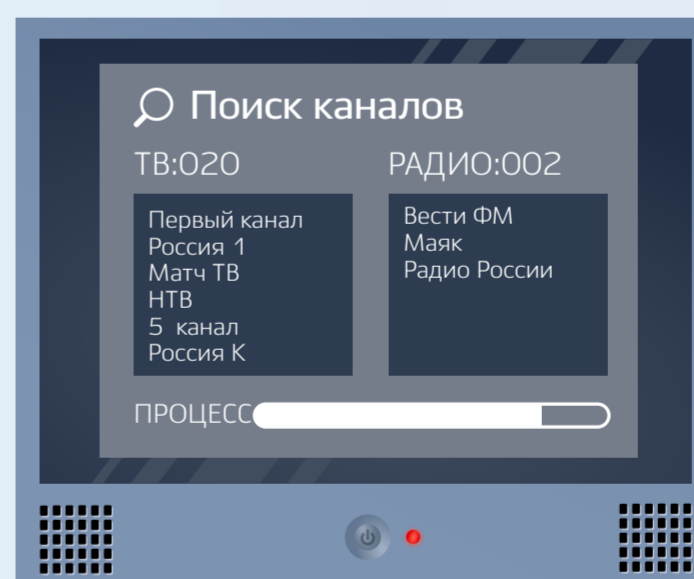 Поиск каналов
ТВ:020
Первый канал
Россия 1
Матч ТВ
НТВ
5 канал
Россия К
РАДИО:002
Вести ФМ
Маяк
Радио России
ПРОЦЕСС